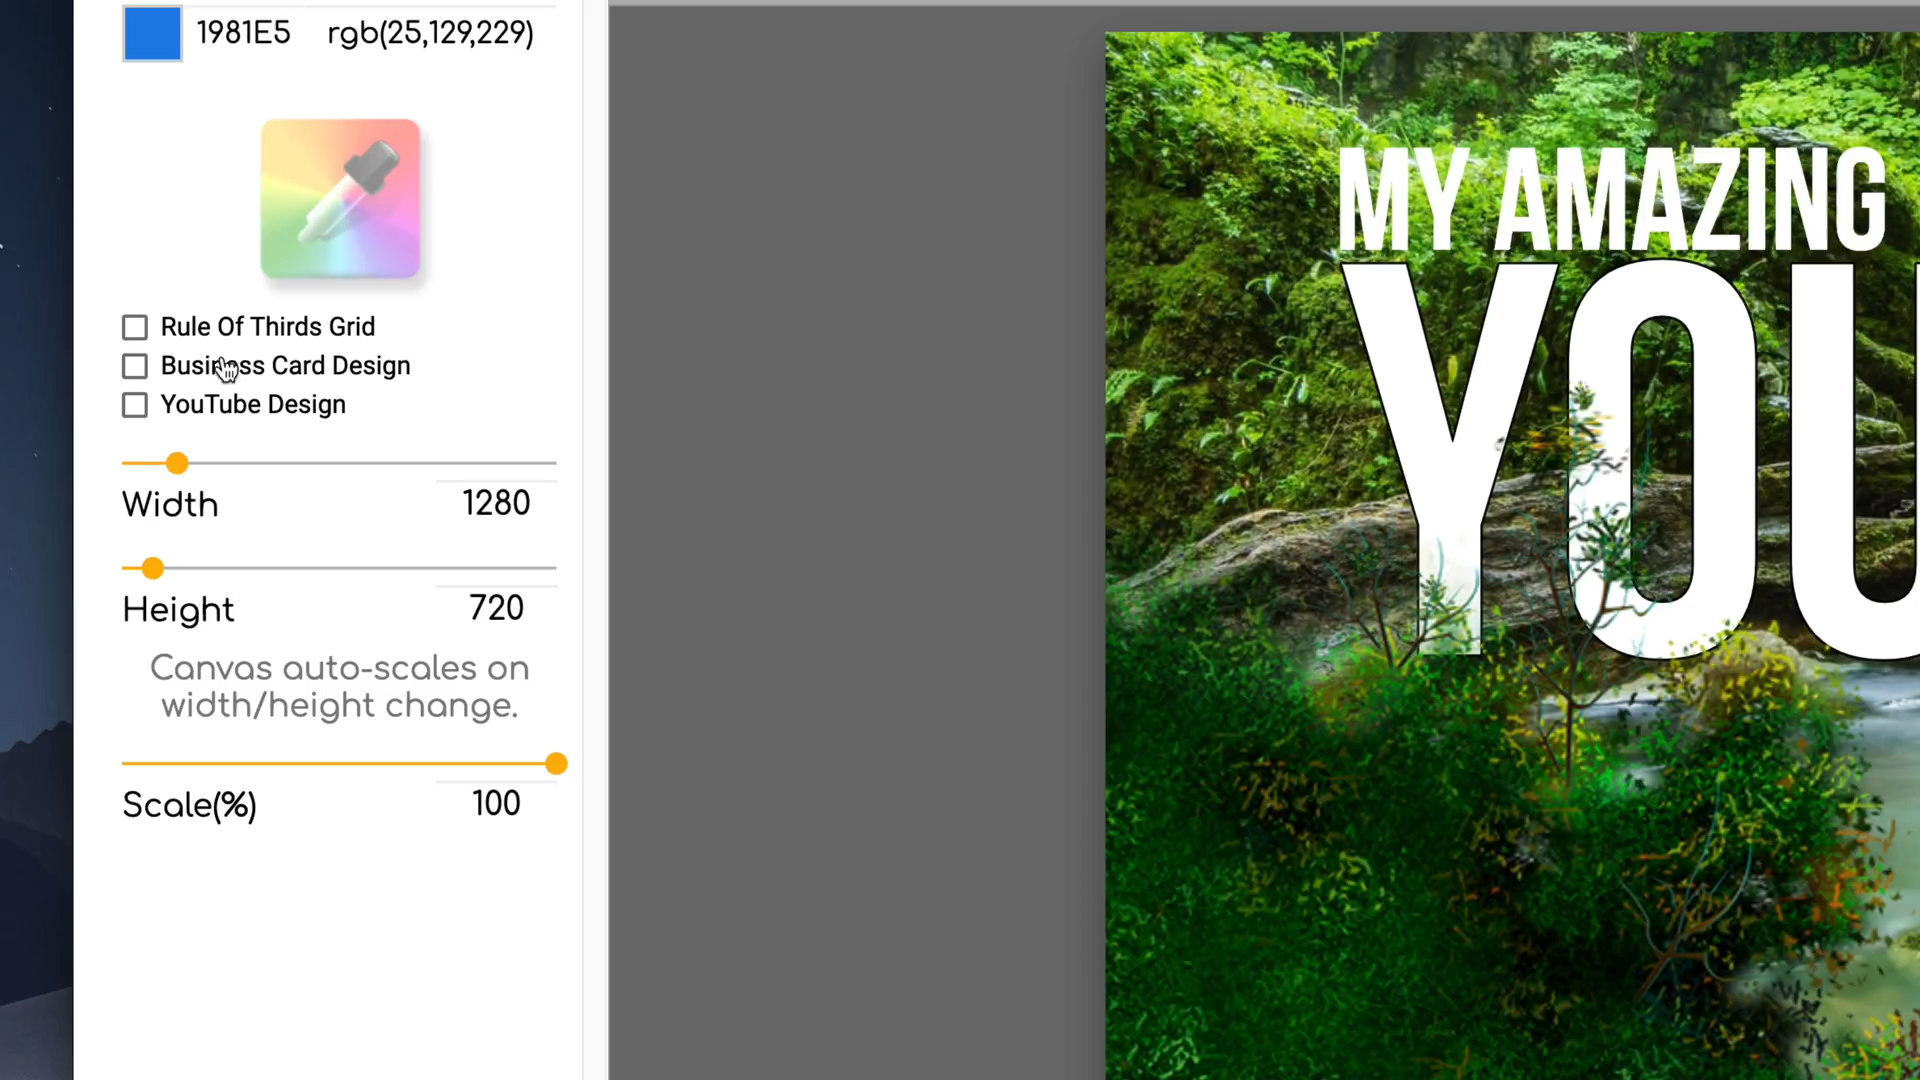 1981E5 rgb(25,129,229)
Rule Of Thirds Grid
Business Card Design
YouTube Design
Width 1280
Height 720
Canvas auto-scales on
width/height change.
Scale(%) 100
MY AMAZING
YOU